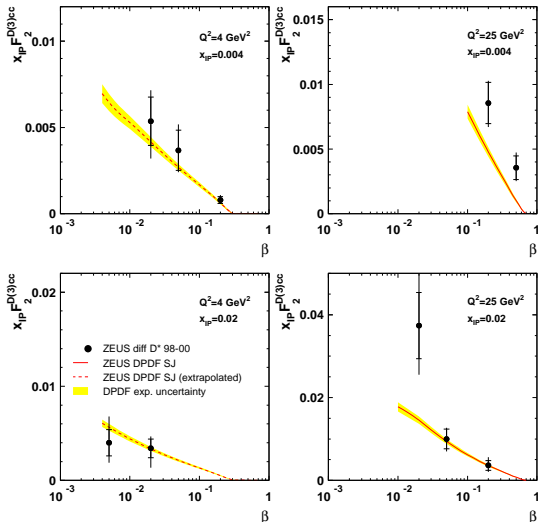 x_IP F_2^D(3)cc
0.01
0.005
0
Q²=4 GeV²
x_IP=0.004
10⁻³ 10⁻² 10⁻¹ 1
β
x_IP F_2^D(3)cc
0.015
0.01
0.005
0
Q²=25 GeV²
x_IP=0.004
10⁻³ 10⁻² 10⁻¹ 1
β
x_IP F_2^D(3)cc
0.02
0.01
0
Q²=4 GeV²
x_IP=0.02
ZEUS diff D* 98-00
ZEUS DPDF SJ
ZEUS DPDF SJ (extrapolated)
DPDF exp. uncertainty
10⁻³ 10⁻² 10⁻¹ 1
β
x_IP F_2^D(3)cc
0.04
0.02
0
Q²=25 GeV²
x_IP=0.02
10⁻³ 10⁻² 10⁻¹ 1
β